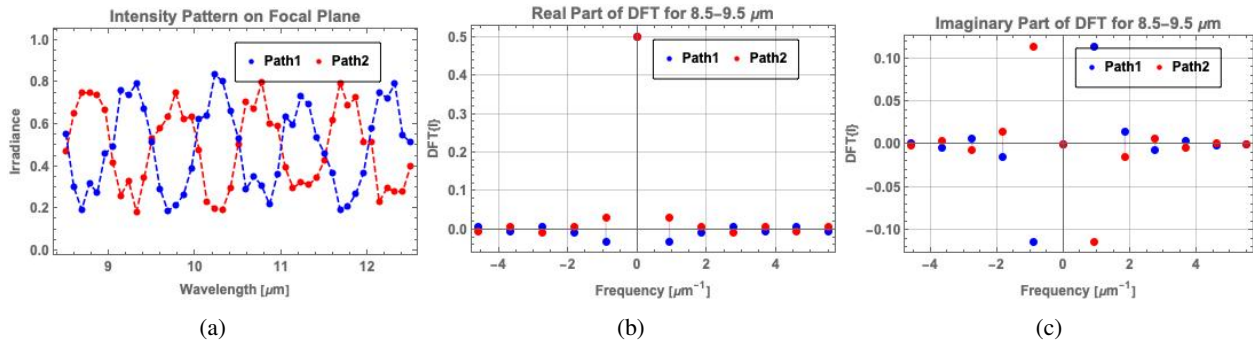 Intensity Pattern on Focal Plane
1.0
0.8
0.6
0.4
0.2
0.0
Irradiance
Path1 Path2
9 10 11 12
Wavelength [μm]
(a)
Real Part of DFT for 8.5–9.5 μm
0.5
0.4
0.3
0.2
0.1
0.0
DFT{I}
Path1 Path2
−4 −2 0 2 4
Frequency [μm⁻¹]
(b)
Imaginary Part of DFT for 8.5–9.5 μm
0.10
0.05
0.00
−0.05
−0.10
DFT{I}
Path1 Path2
−4 −2 0 2 4
Frequency [μm⁻¹]
(c)